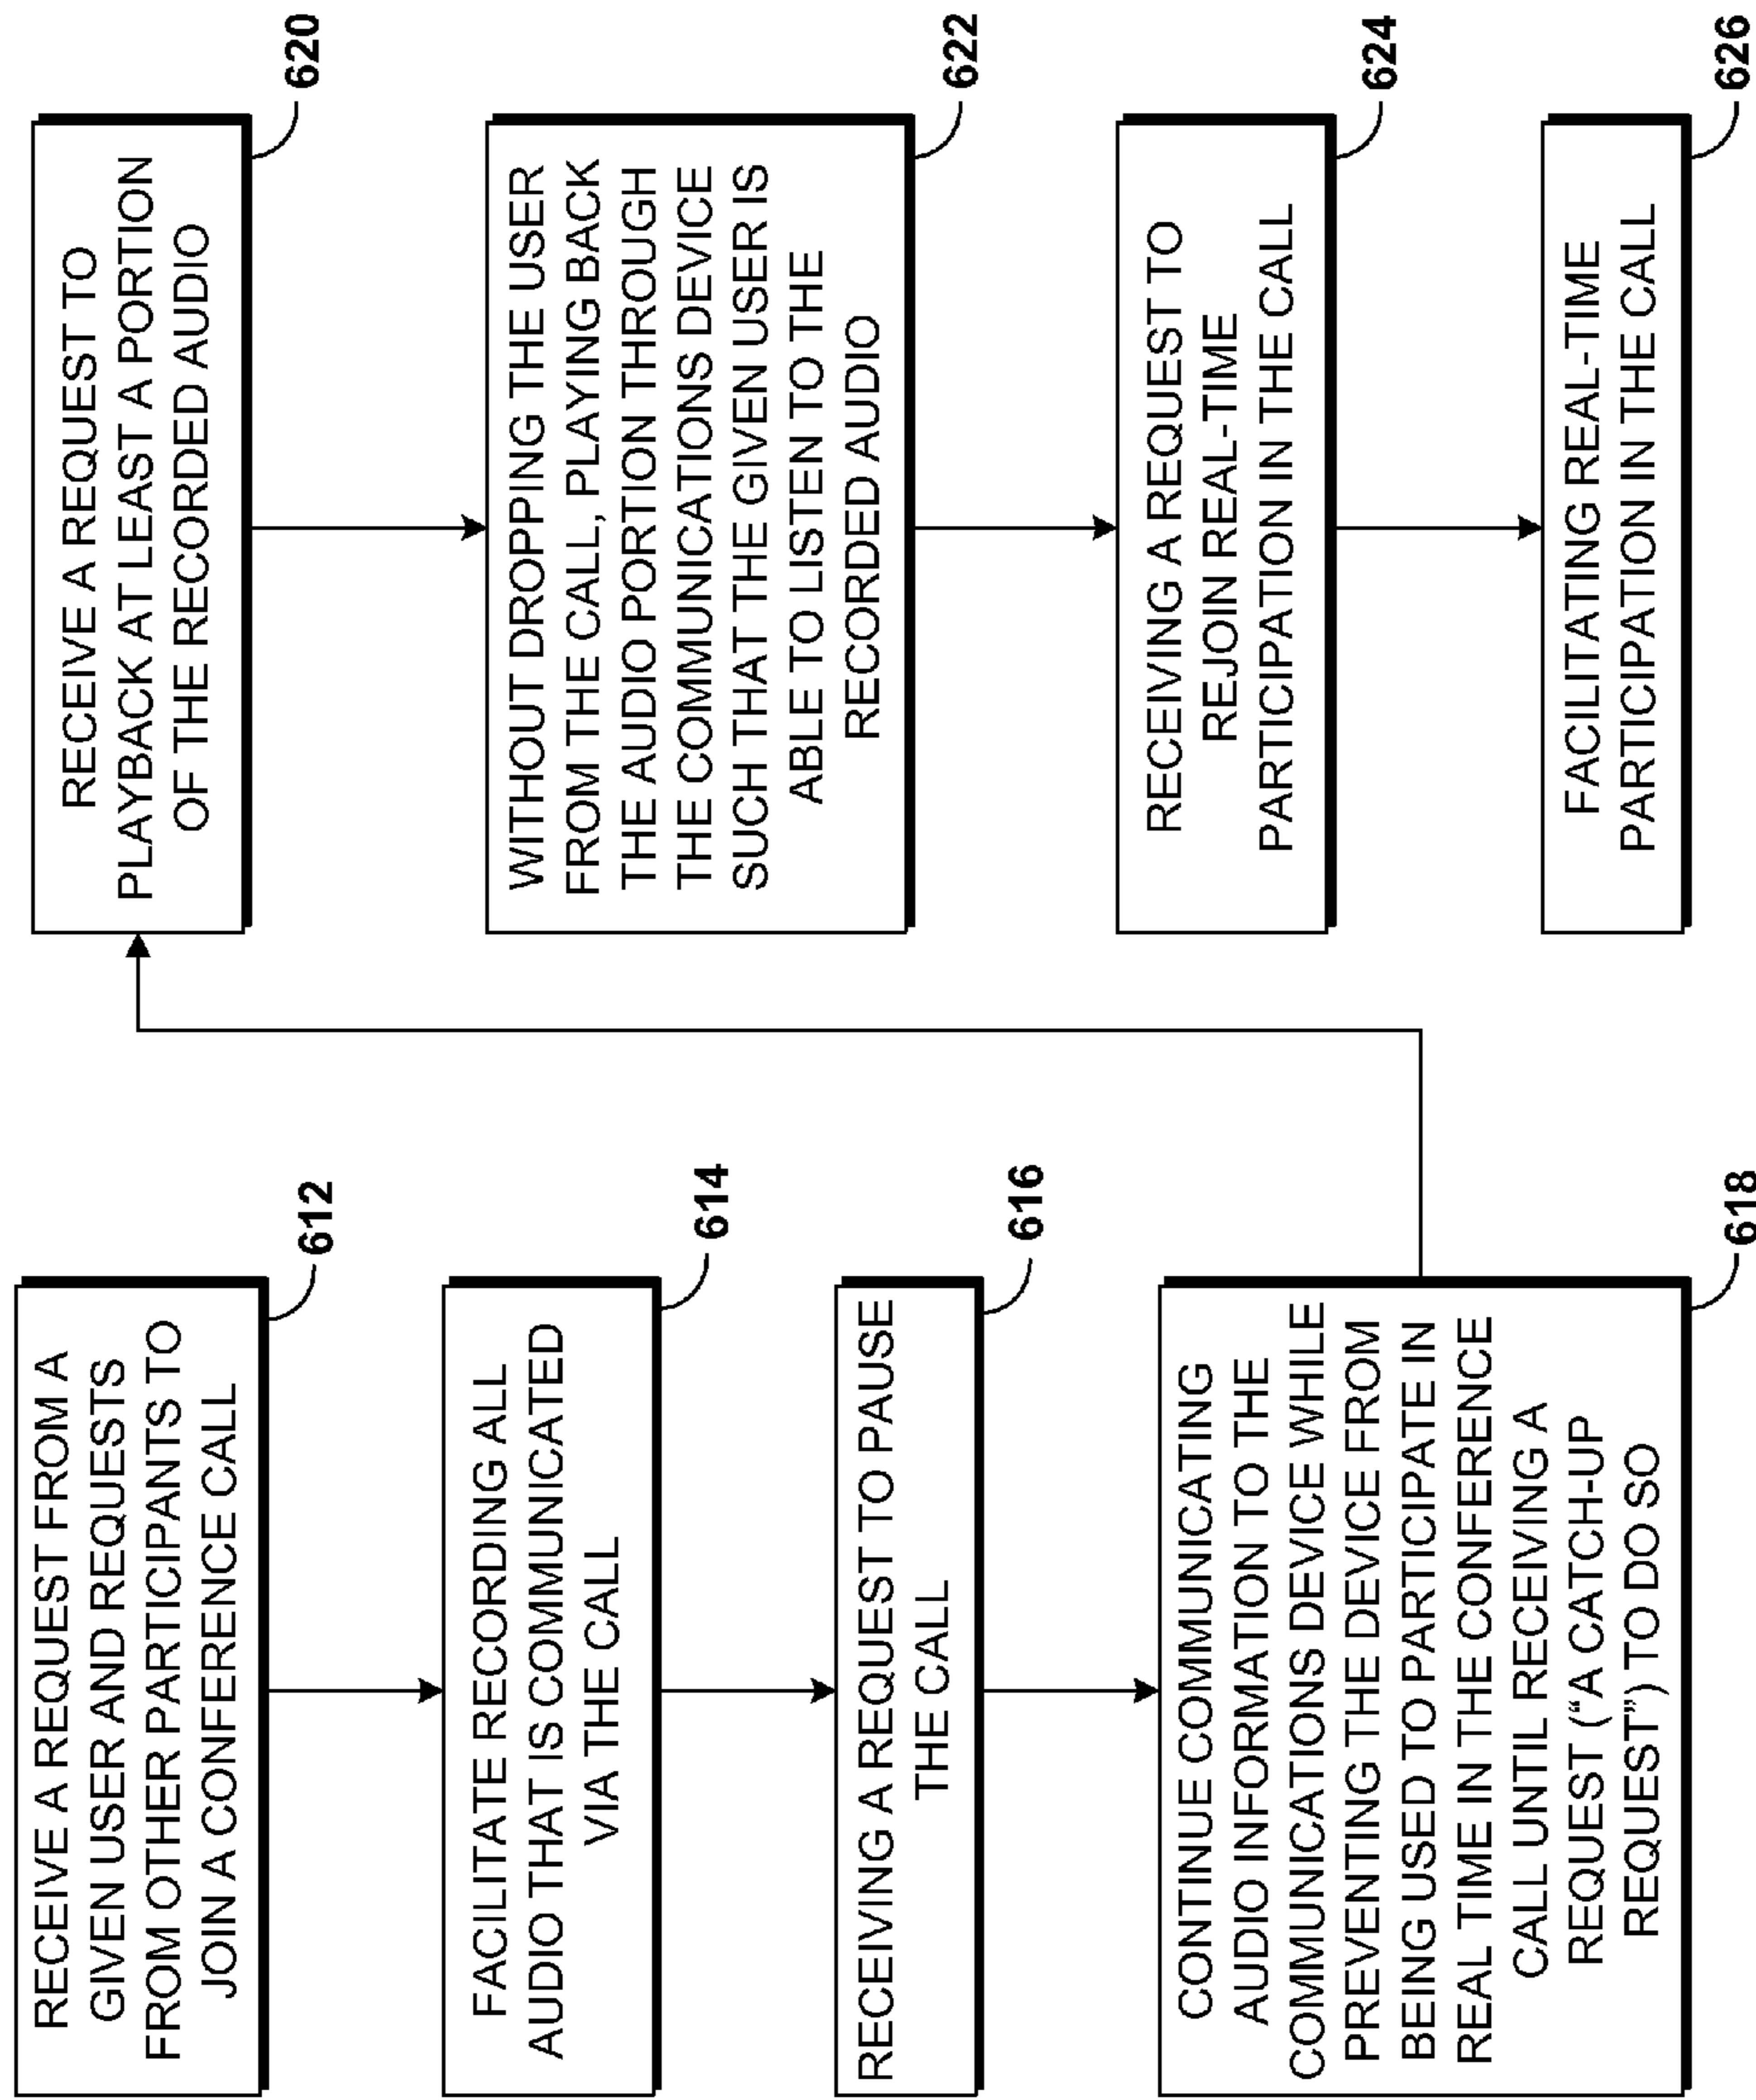 RECEIVE A REQUEST FROM A
GIVEN USER AND REQUESTS
FROM OTHER PARTICIPANTS TO
JOIN A CONFERENCE CALL
612
FACILITATE RECORDING ALL
AUDIO THAT IS COMMUNICATED
VIA THE CALL
614
RECEIVING A REQUEST TO PAUSE
THE CALL
616
CONTINUE COMMUNICATING
AUDIO INFORMATION TO THE
COMMUNICATIONS DEVICE WHILE
PREVENTING THE DEVICE FROM
BEING USED TO PARTICIPATE IN
REAL TIME IN THE CONFERENCE
CALL UNTIL RECEIVING A
REQUEST (“A CATCH-UP
REQUEST”) TO DO SO
618
RECEIVE A REQUEST TO
PLAYBACK AT LEAST A PORTION
OF THE RECORDED AUDIO
620
WITHOUT DROPPING THE USER
FROM THE CALL, PLAYING BACK
THE AUDIO PORTION THROUGH
THE COMMUNICATIONS DEVICE
SUCH THAT THE GIVEN USER IS
ABLE TO LISTEN TO THE
RECORDED AUDIO
622
RECEIVING A REQUEST TO
REJOIN REAL-TIME
PARTICIPATION IN THE CALL
624
FACILITATING REAL-TIME
PARTICIPATION IN THE CALL
626